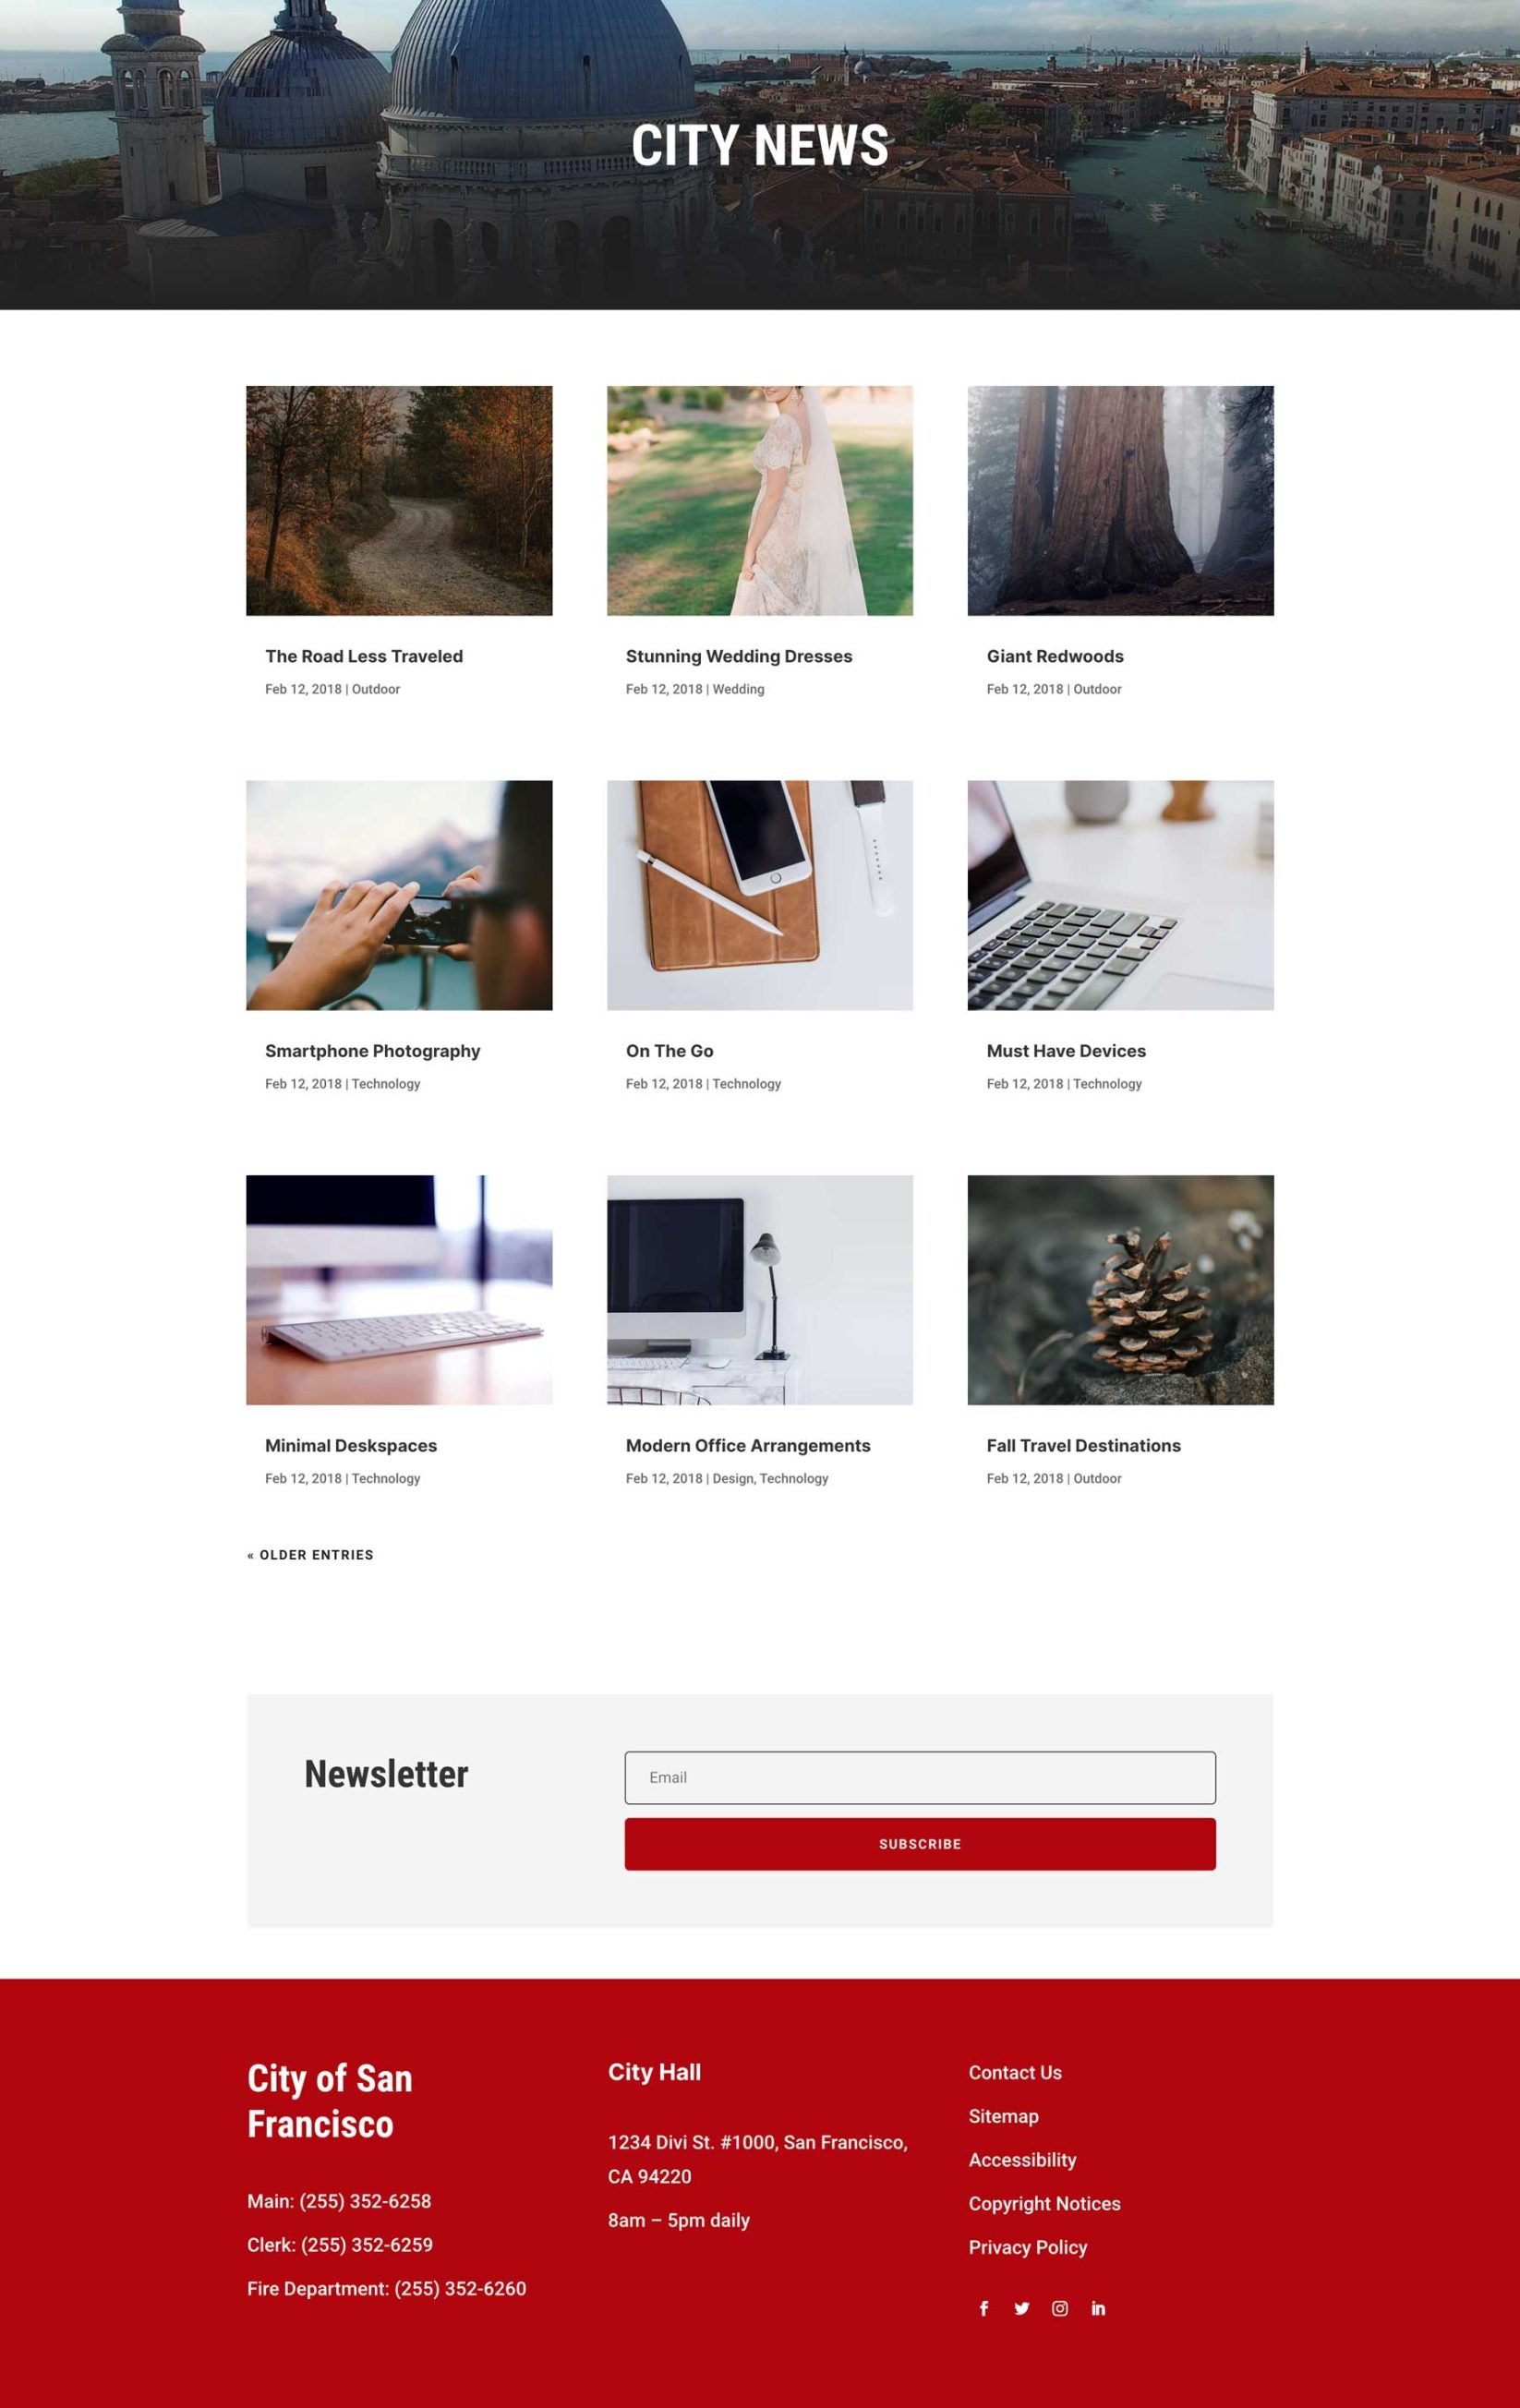 CITY NEWS
The Road Less Traveled
Feb 12, 2018 | Outdoor
Stunning Wedding Dresses
Feb 12, 2018 | Wedding
Giant Redwoods
Feb 12, 2018 | Outdoor
Smartphone Photography
Feb 12, 2018 | Technology
On The Go
Feb 12, 2018 | Technology
Must Have Devices
Feb 12, 2018 | Technology
Minimal Deskspaces
Feb 12, 2018 | Technology
Modern Office Arrangements
Feb 12, 2018 | Design, Technology
Fall Travel Destinations
Feb 12, 2018 | Outdoor
« OLDER ENTRIES
Newsletter
Email
SUBSCRIBE
City of San
Francisco
Main: (255) 352-6258
Clerk: (255) 352-6259
Fire Department: (255) 352-6260
City Hall
1234 Divi St. #1000, San Francisco,
CA 94220
8am – 5pm daily
Contact Us
Sitemap
Accessibility
Copyright Notices
Privacy Policy